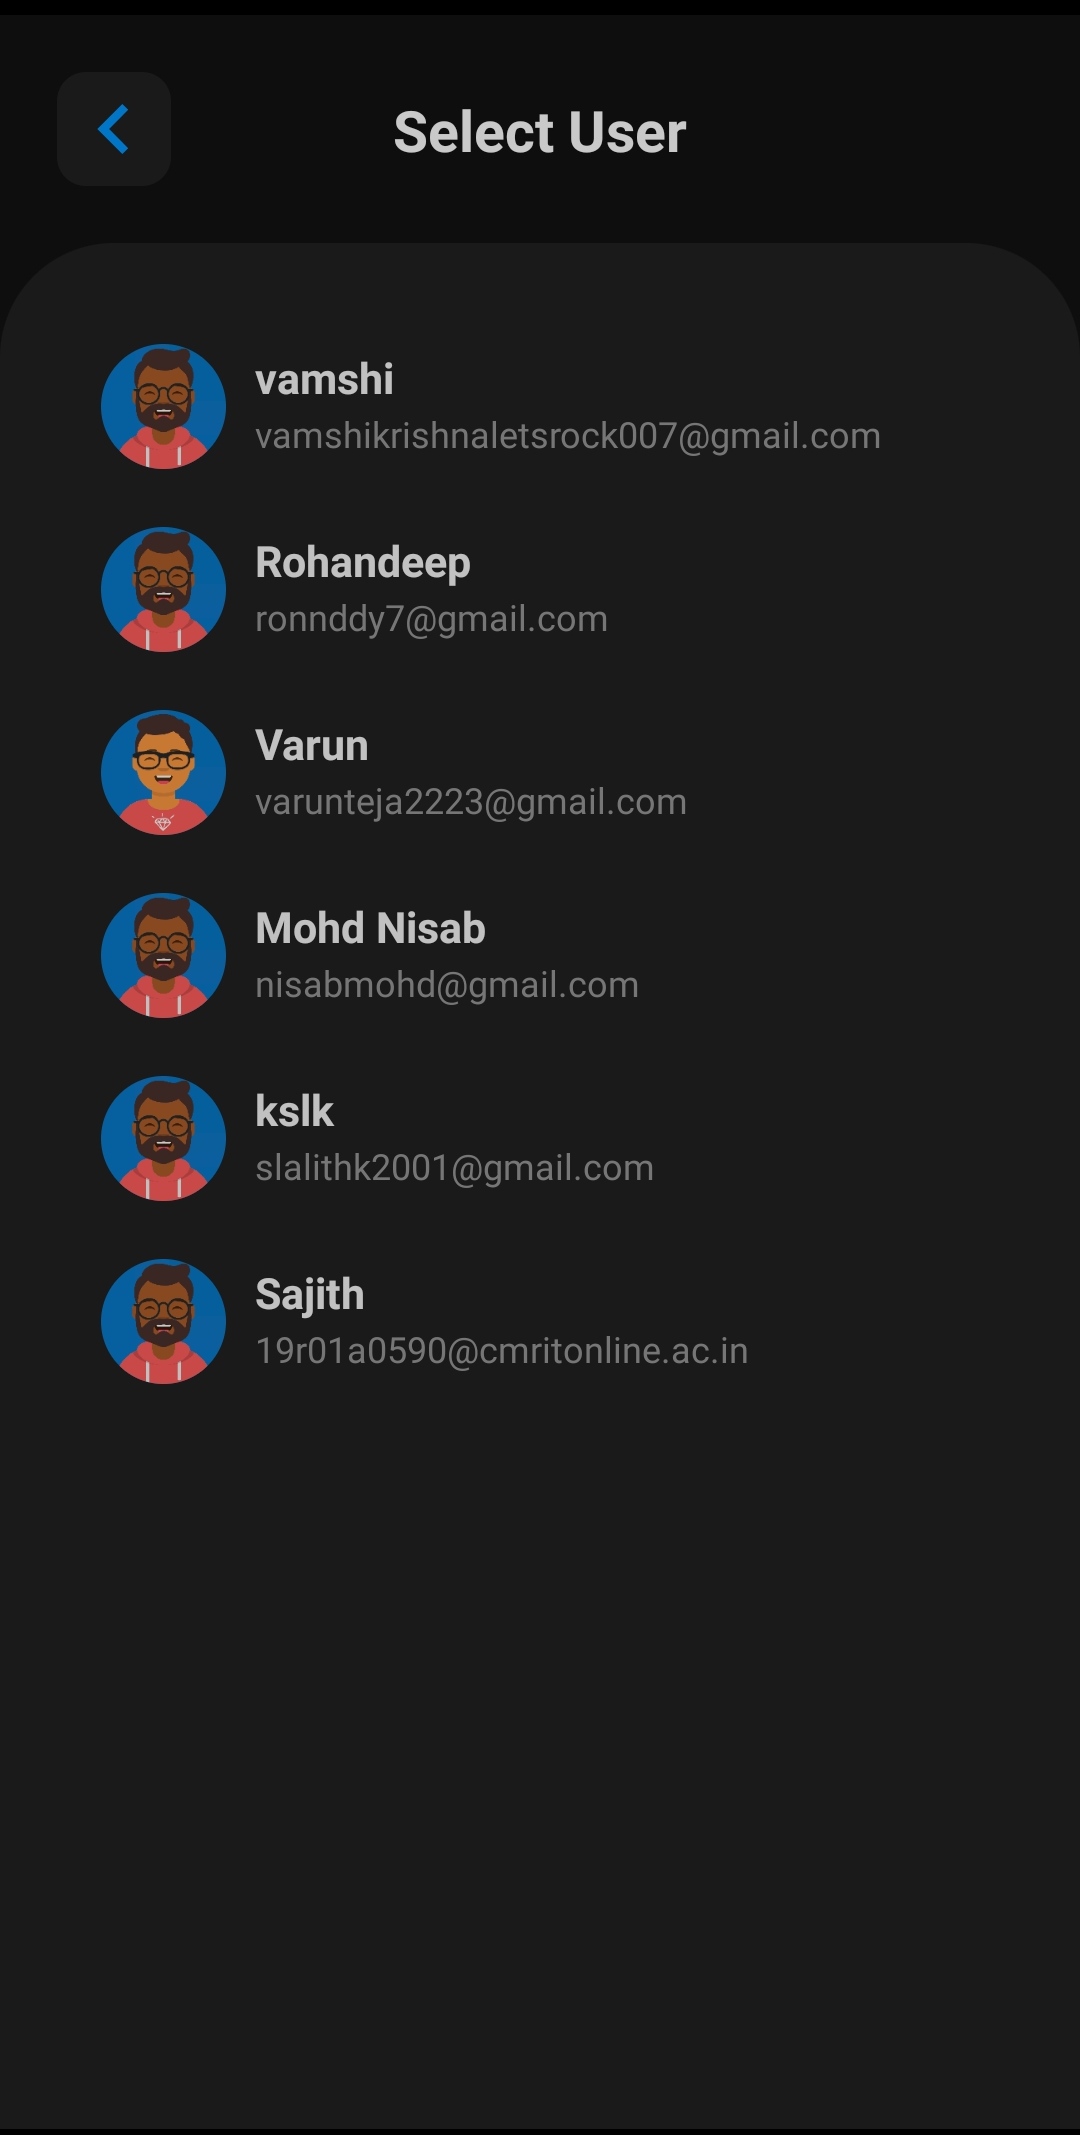 Select User
vamshi
vamshikrishnaletsrock007@gmail.com
Rohandeep
ronnddy7@gmail.com
Varun
varunteja2223@gmail.com
Mohd Nisab
nisabmohd@gmail.com
kslk
slalithk2001@gmail.com
Sajith
19r01a0590@cmritonline.ac.in